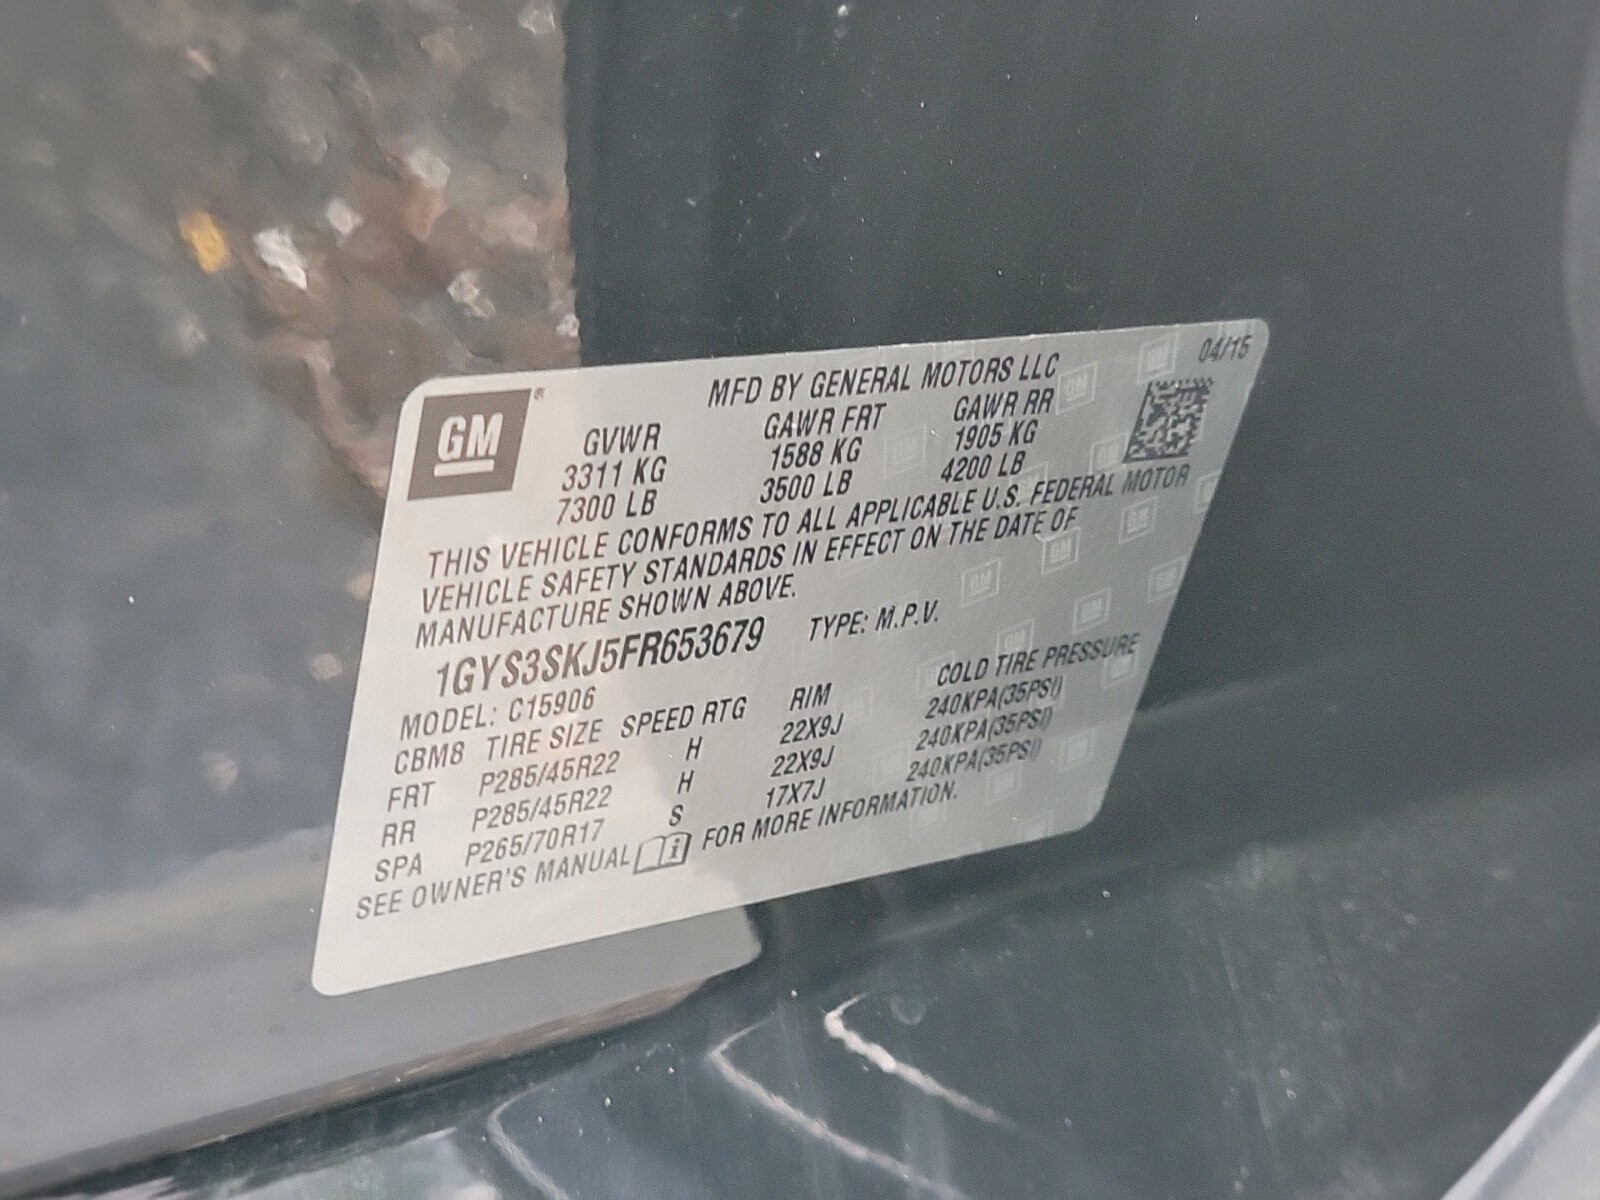 MFD BY GENERAL MOTORS LLC 04/15
GM ®
GVWR GAWR FRT GAWR RR
3311 KG 1588 KG 1905 KG
7300 LB 3500 LB 4200 LB
THIS VEHICLE CONFORMS TO ALL APPLICABLE U.S. FEDERAL MOTOR
VEHICLE SAFETY STANDARDS IN EFFECT ON THE DATE OF
MANUFACTURE SHOWN ABOVE.
1GYS3SKJ5FR653679 TYPE: M.P.V.
MODEL: C15906
CBM8 TIRE SIZE SPEED RTG RIM COLD TIRE PRESSURE
FRT P285/45R22 H 22X9J 240KPA(35PSI)
RR P285/45R22 H 22X9J 240KPA(35PSI)
SPA P265/70R17 S 17X7J 240KPA(35PSI)
SEE OWNER'S MANUAL FOR MORE INFORMATION.